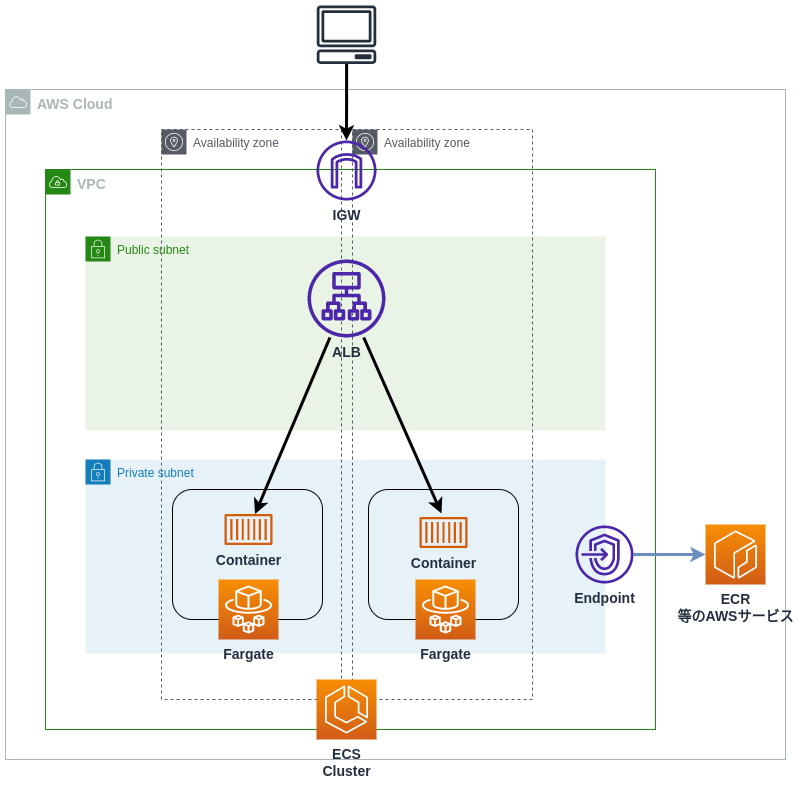 AWS Cloud
Availability zone
Availability zone
VPC
IGW
Public subnet
ALB
Private subnet
Container
Container
Endpoint
ECR
等のAWSサービス
Fargate
Fargate
ECS
Cluster